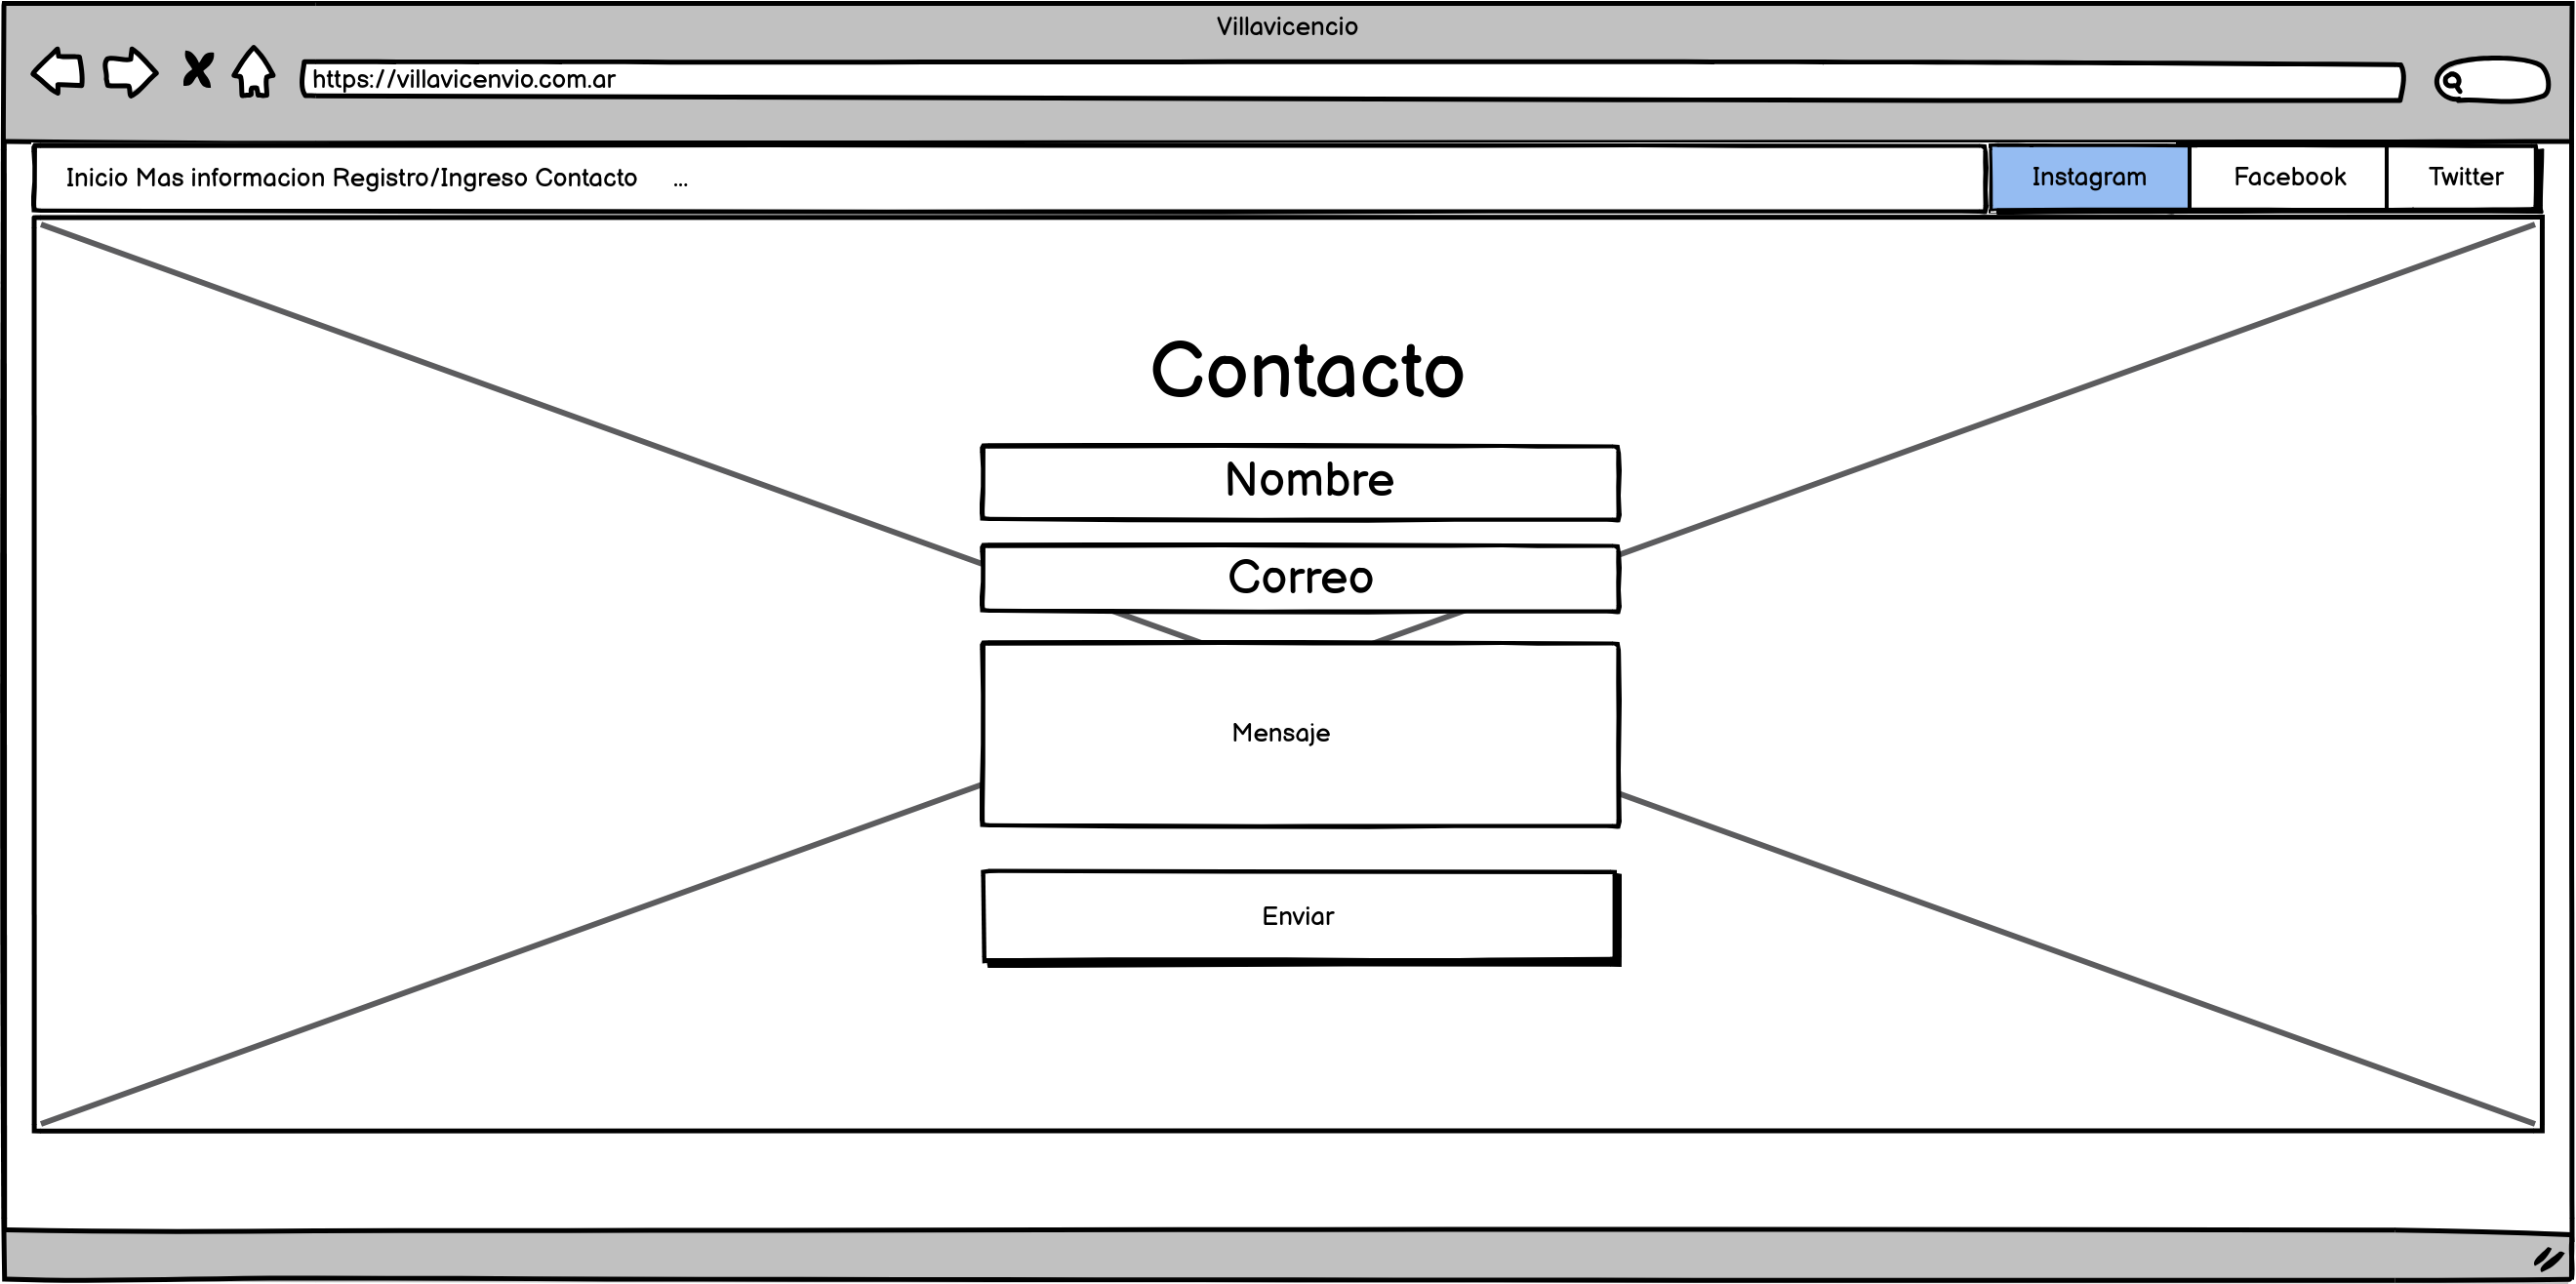 Villavicencio
https://villavicenvio.com.ar
Inicio Mas informacion Registro/Ingreso Contacto ... Instagram Facebook Twitter
Contacto
Nombre
Correo
Mensaje
Enviar